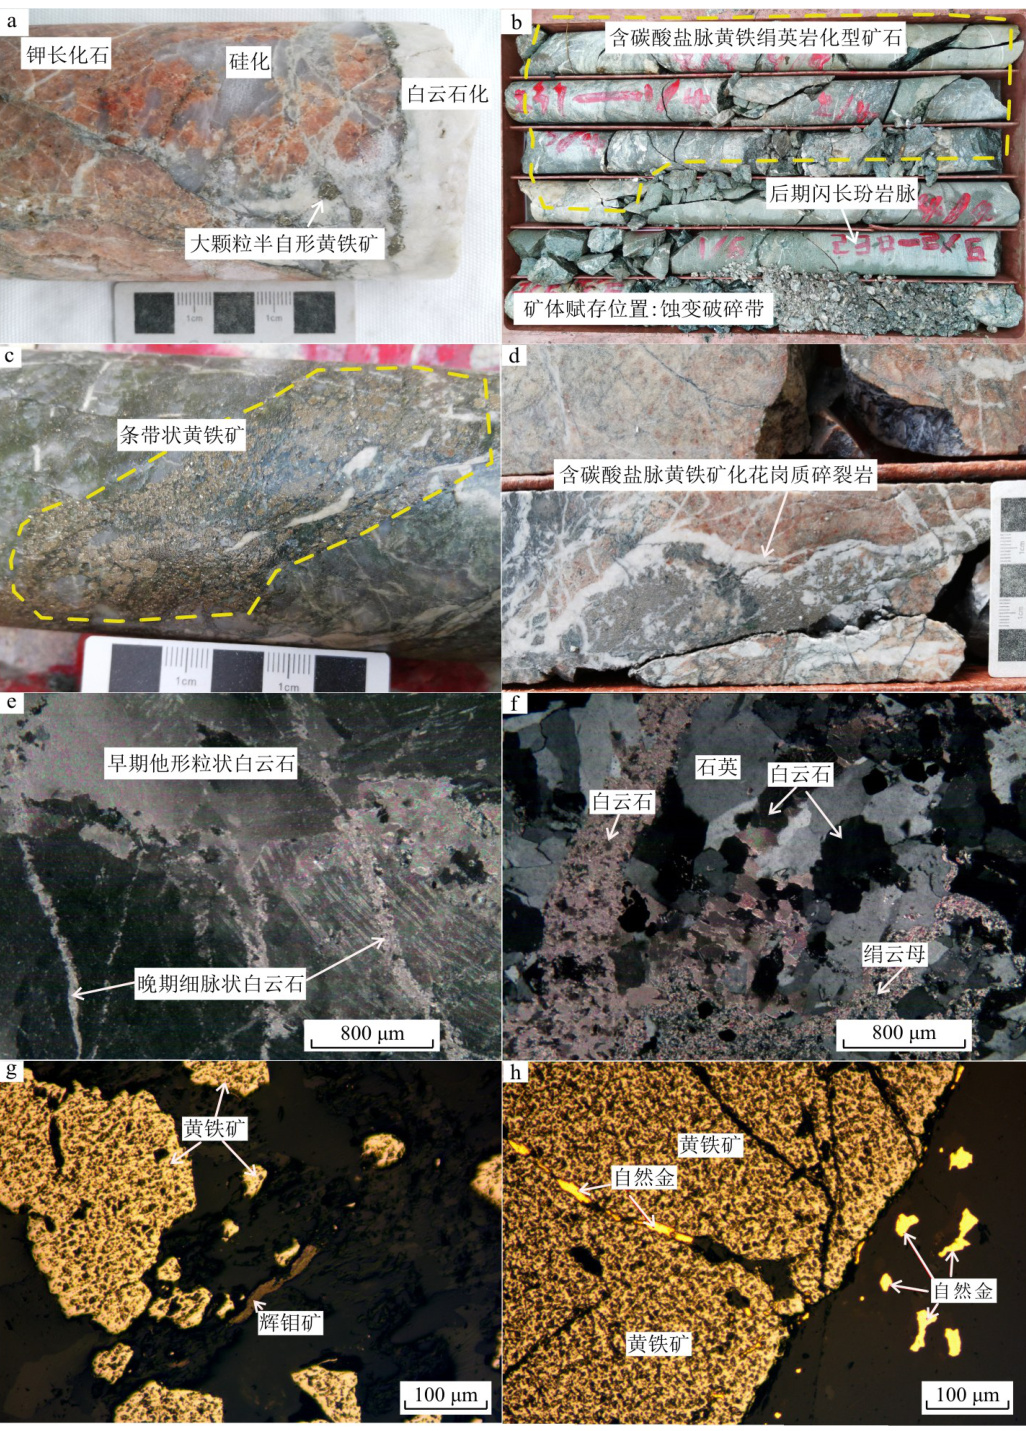 a
钾长化石
硅化
白云石化
大颗粒半自形黄铁矿
1cm
1cm
b
含碳酸盐脉黄铁绢英岩化型矿石
后期闪长玢岩脉
矿体赋存位置:蚀变破碎带
c
条带状黄铁矿
1cm
1cm
d
含碳酸盐脉黄铁矿化花岗质碎裂岩
1cm
e
早期他形粒状白云石
晚期细脉状白云石
800 μm
f
石英
白云石
白云石
绢云母
800 μm
g
黄铁矿
辉钼矿
100 μm
h
黄铁矿
自然金
自然金
黄铁矿
100 μm